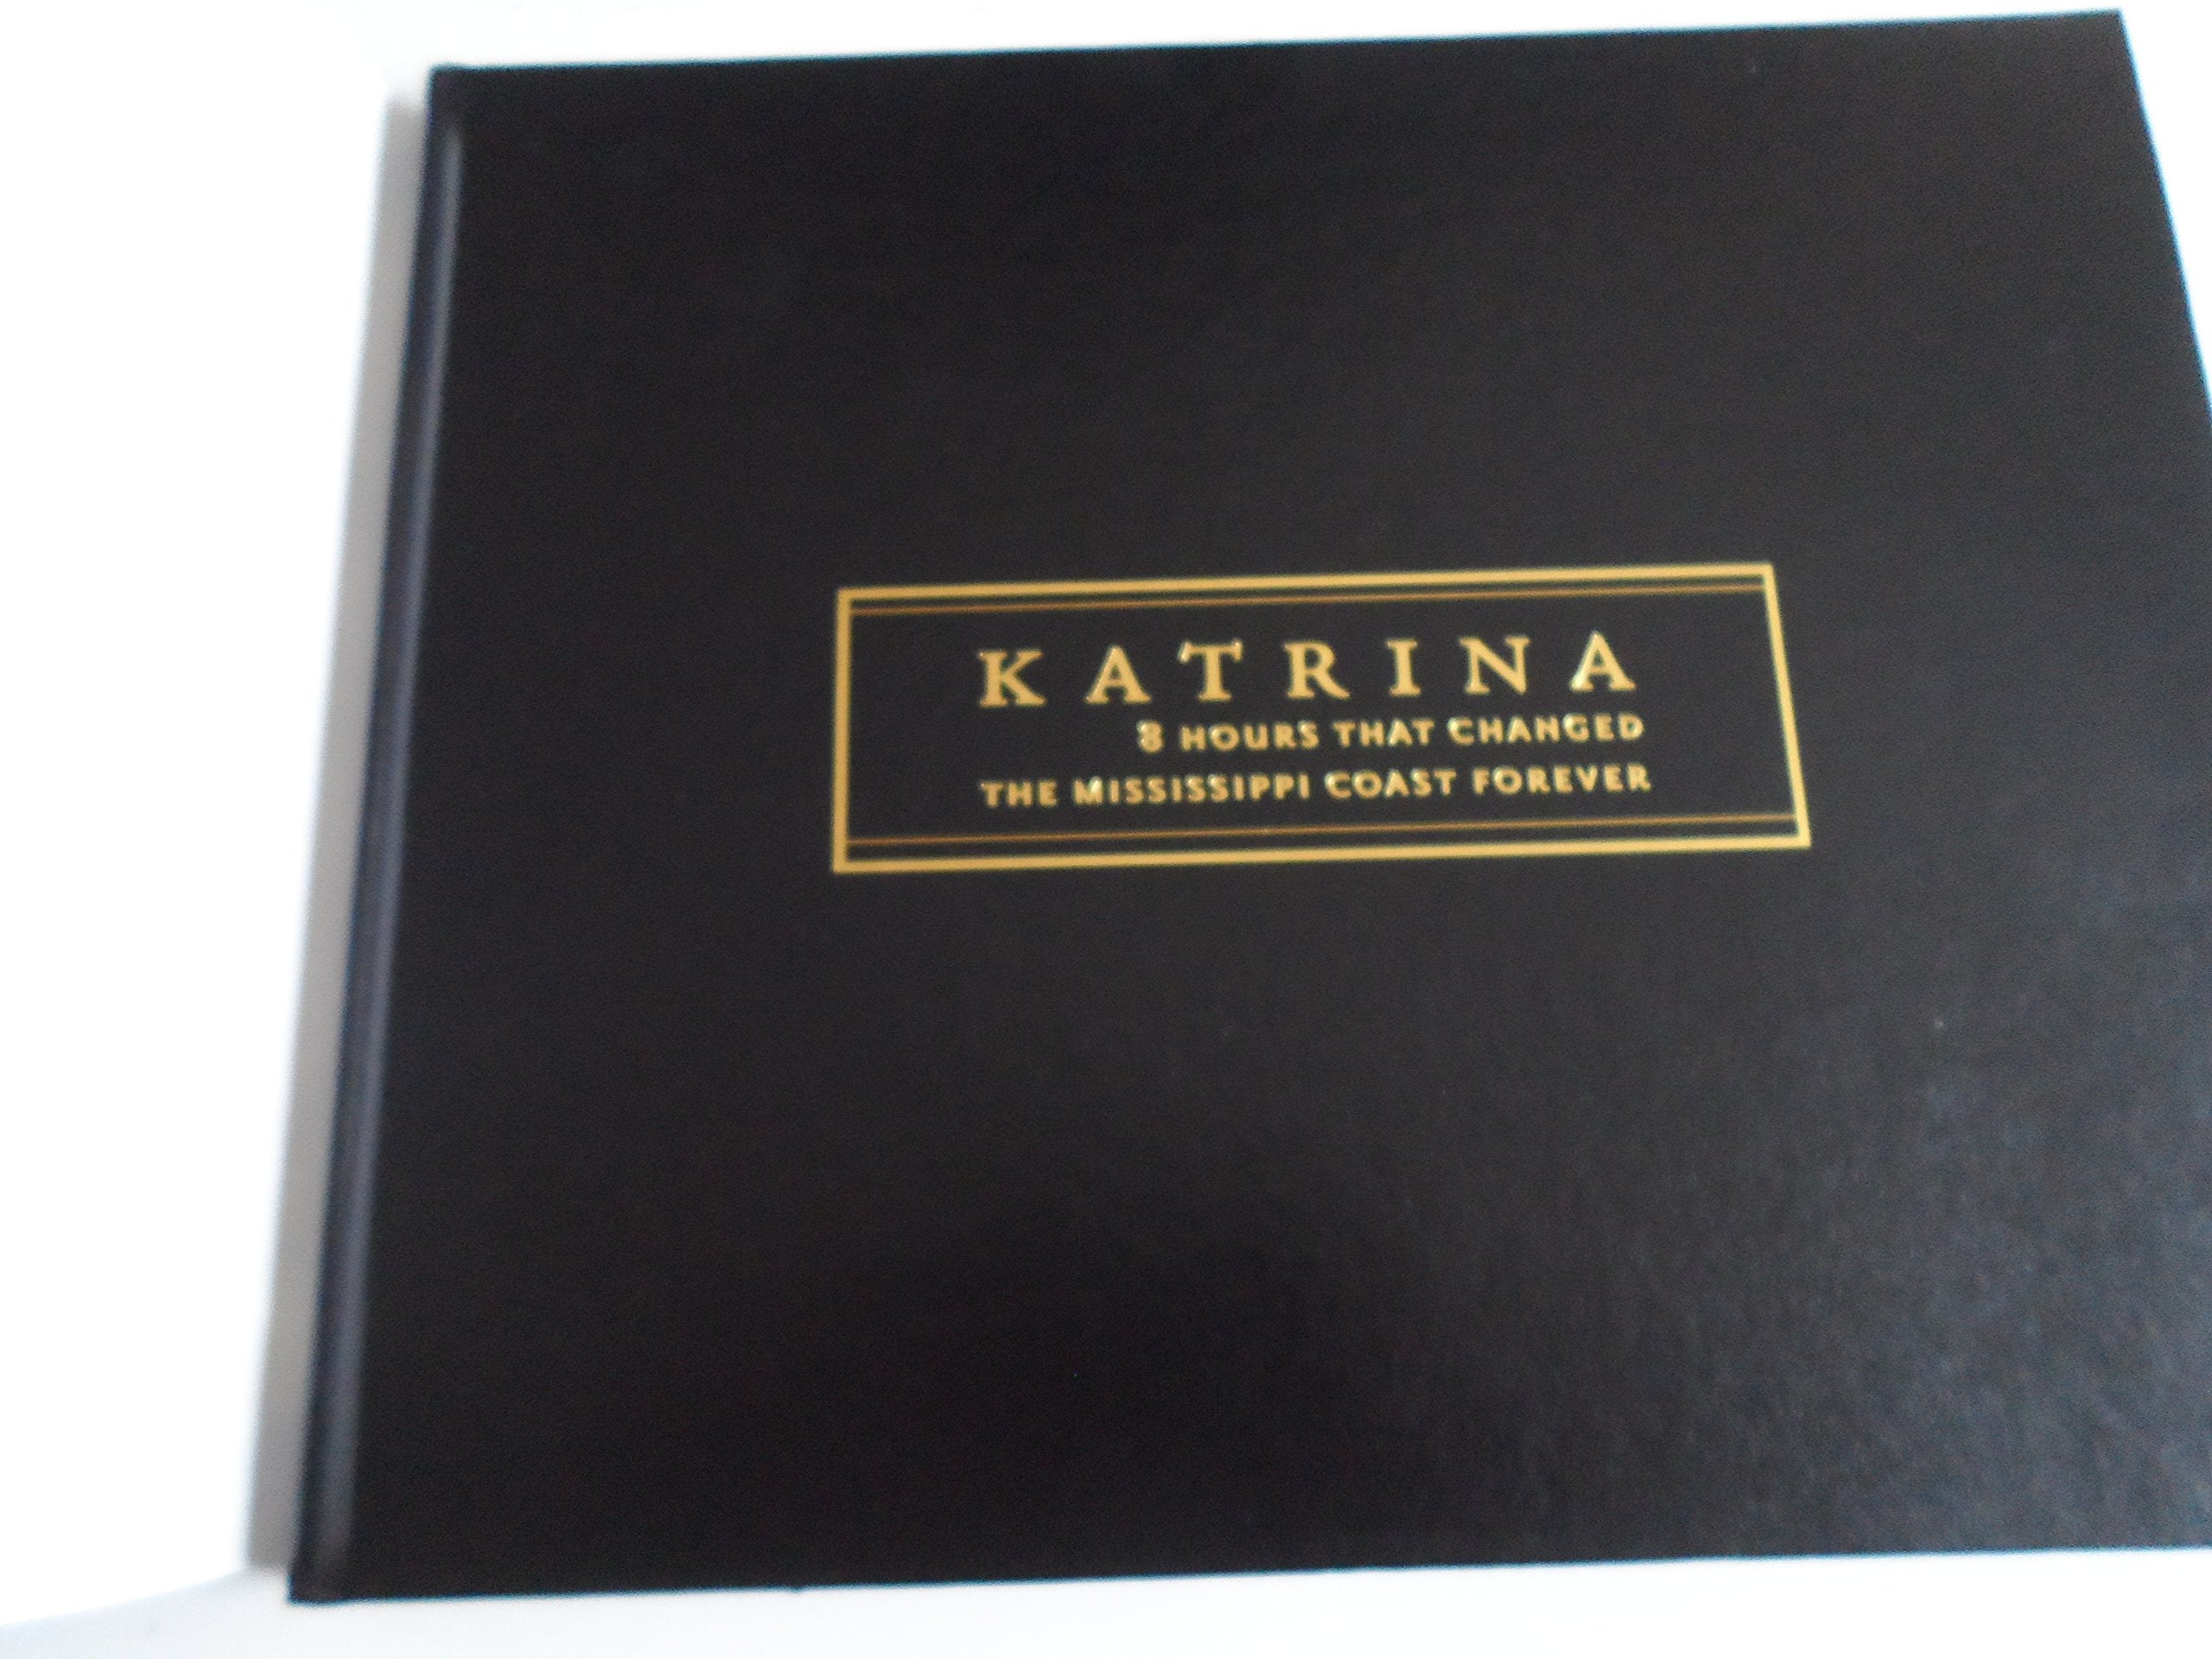 KATRINA
8 HOURS THAT CHANGED
THE MISSISSIPPI COAST FOREVER